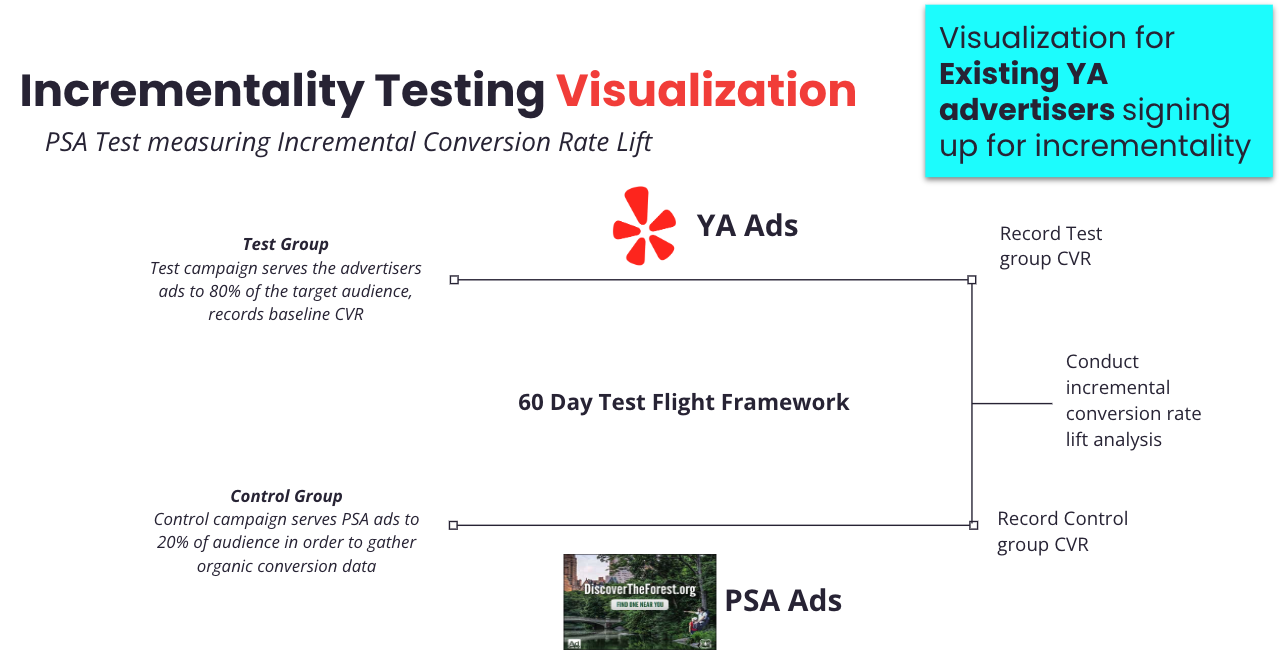 Visualization for
Existing YA
advertisers signing
up for incrementality
Incrementality Testing Visualization
PSA Test measuring Incremental Conversion Rate Lift
YA Ads
Test Group
Test campaign serves the advertisers
ads to 80% of the target audience,
records baseline CVR
Record Test
group CVR
60 Day Test Flight Framework
Conduct
incremental
conversion rate
lift analysis
Control Group
Control campaign serves PSA ads to
20% of audience in order to gather
organic conversion data
Record Control
group CVR
DiscoverTheForest.org
FIND ONE NEAR YOU
Ad
PSA Ads